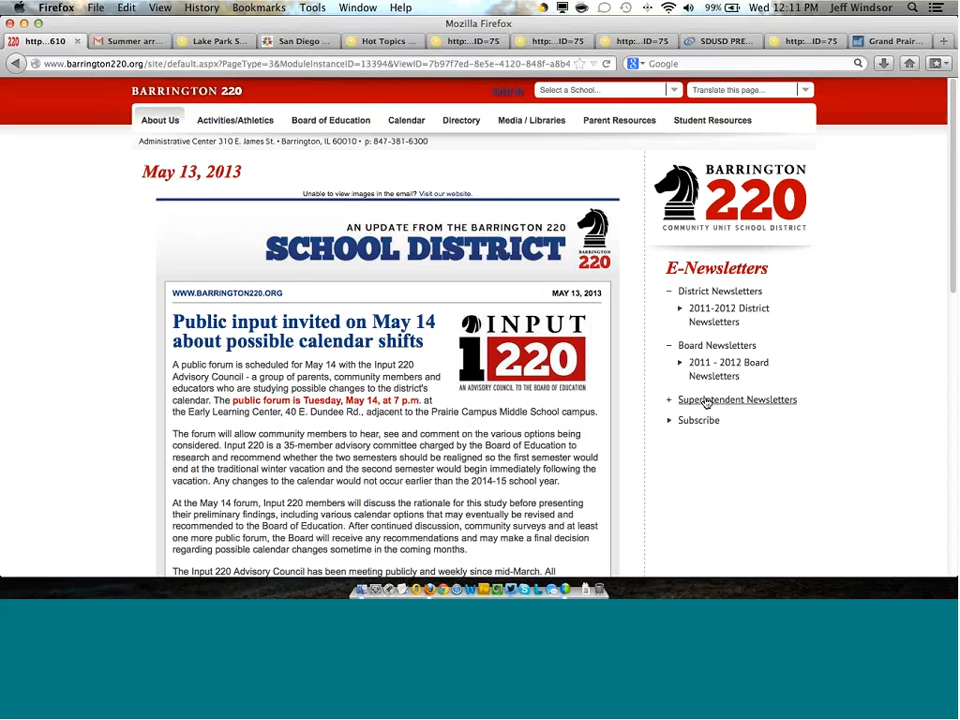 Firefox File Edit View History Bookmarks Tools Window Help 99% Wed 12:11 PM Jeff Windsor
Mozilla Firefox
220 http...610 Summer arr... Lake Park S... San Diego ... Hot Topics ... http:...ID=75 http:...ID=75 http:...ID=75 SDUSD PRE... http:...ID=75 Grand Prair...
www.barrington220.org/site/default.aspx?PageType=3&ModuleInstanceID=13394&ViewID=7b97f7ed-8e5e-4120-848f-a8b4 Google
BARRINGTON 220 Select a School... Translate this page...
About Us Activities/Athletics Board of Education Calendar Directory Media / Libraries Parent Resources Student Resources
Administrative Center 310 E. James St. • Barrington, IL 60010 • p: 847-381-6300
May 13, 2013
Unable to view images in the email? Visit our website.
AN UPDATE FROM THE BARRINGTON 220
SCHOOL DISTRICT
BARRINGTON
220
WWW.BARRINGTON220.ORG MAY 13, 2013
Public input invited on May 14
about possible calendar shifts
INPUT
220
AN ADVISORY COUNCIL TO THE BOARD OF EDUCATION
A public forum is scheduled for May 14 with the Input 220
Advisory Council - a group of parents, community members and
educators who are studying possible changes to the district's
calendar. The public forum is Tuesday, May 14, at 7 p.m. at
the Early Learning Center, 40 E. Dundee Rd., adjacent to the Prairie Campus Middle School campus.
The forum will allow community members to hear, see and comment on the various options being
considered. Input 220 is a 35-member advisory committee charged by the Board of Education to
research and recommend whether the two semesters should be realigned so the first semester would
end at the traditional winter vacation and the second semester would begin immediately following the
vacation. Any changes to the calendar would not occur earlier than the 2014-15 school year.
At the May 14 forum, Input 220 members will discuss the rationale for this study before presenting
their preliminary findings, including various calendar options that may eventually be revised and
recommended to the Board of Education. After continued discussion, community surveys and at least
one more public forum, the Board will receive any recommendations and may make a final decision
regarding possible calendar changes sometime in the coming months.
The Input 220 Advisory Council has been meeting publicly and weekly since mid-March. All
BARRINGTON
220
COMMUNITY UNIT SCHOOL DISTRICT
E-Newsletters
District Newsletters
2011-2012 District
Newsletters
Board Newsletters
2011 - 2012 Board
Newsletters
Superintendent Newsletters
Subscribe